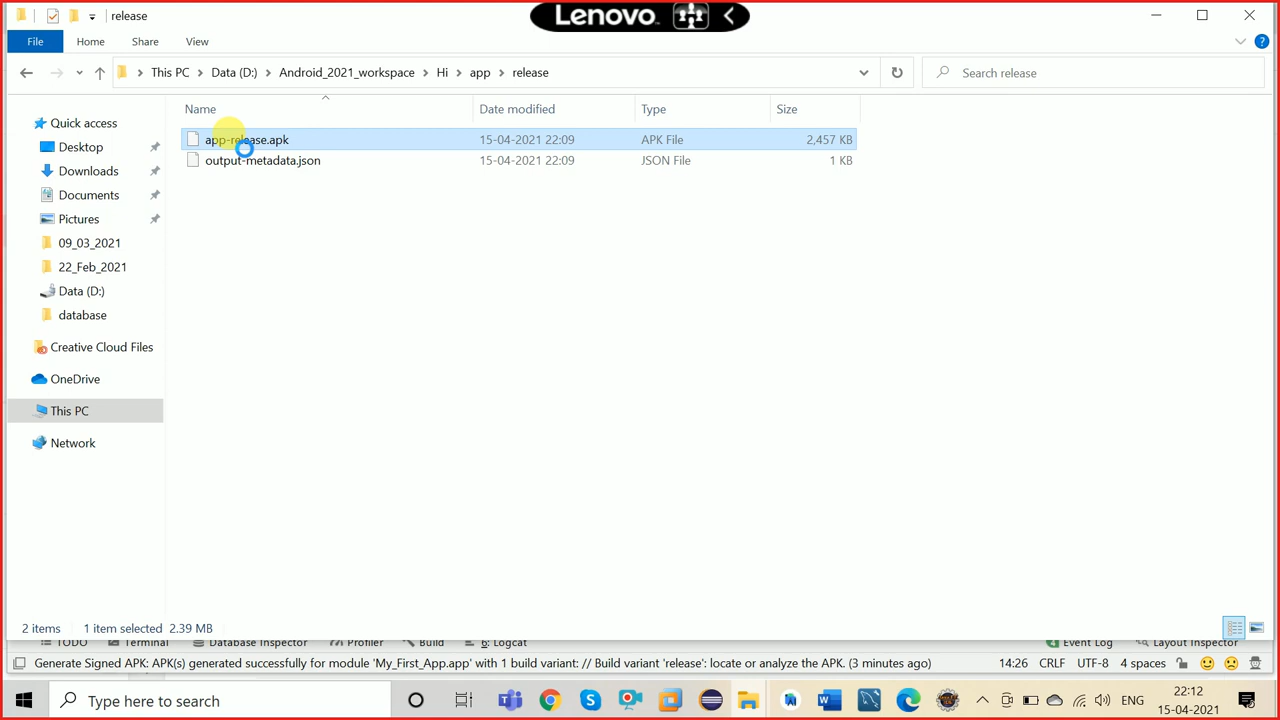 release
Lenovo
File Home Share View
This PC Data (D:) Android_2021_workspace Hi app release
Search release
Name Date modified Type Size
app-release.apk 15-04-2021 22:09 APK File 2,457 KB
output-metadata.json 15-04-2021 22:09 JSON File 1 KB
Quick access
Desktop
Downloads
Documents
Pictures
09_03_2021
22_Feb_2021
Data (D:)
database
Creative Cloud Files
OneDrive
This PC
Network
2 items 1 item selected 2.39 MB
TODO Terminal Database Inspector Profiler Build 6: Logcat Event Log Layout Inspector
Generate Signed APK: APK(s) generated successfully for module 'My_First_App.app' with 1 build variant: // Build variant 'release': locate or analyze the APK. (3 minutes ago) 14:26 CRLF UTF-8 4 spaces
Type here to search
ENG
22:12
15-04-2021